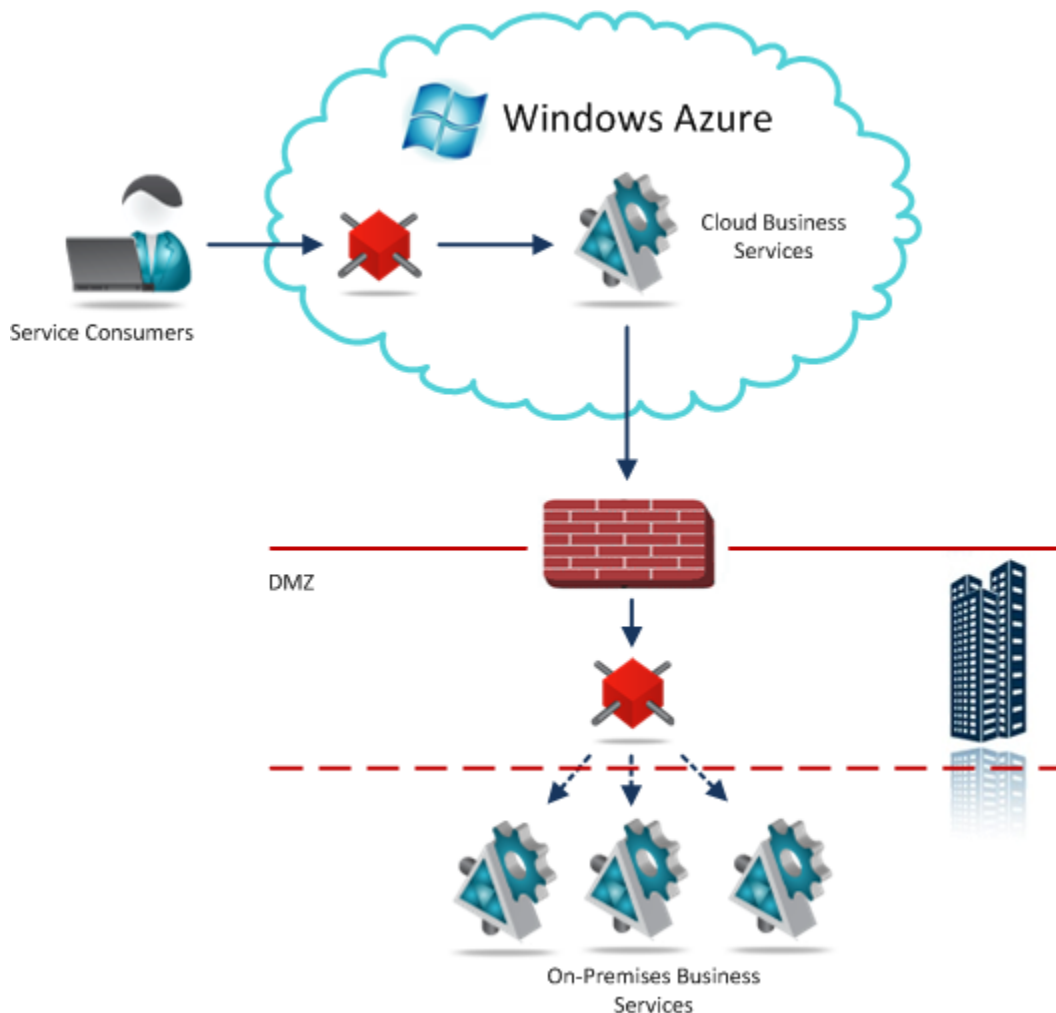 Windows Azure
Cloud Business
Services
Service Consumers
DMZ
On-Premises Business
Services